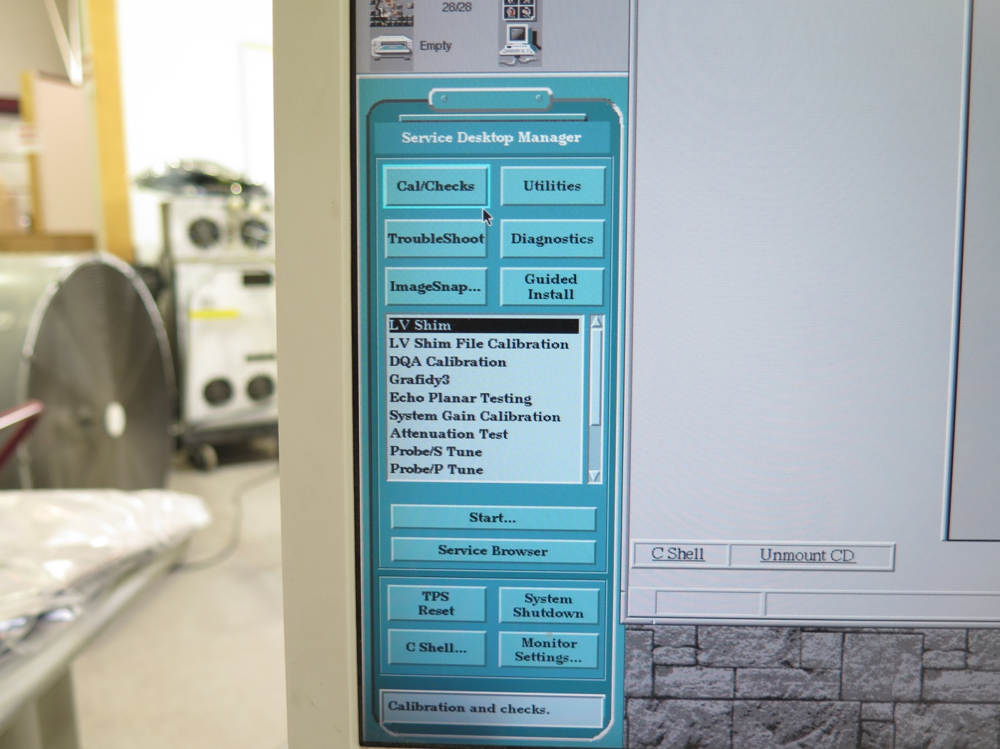 28/28
Empty
Service Desktop Manager
Cal/Checks
Utilities
TroubleShoot
Diagnostics
ImageSnap...
Guided
Install
LV Shim
LV Shim File Calibration
DQA Calibration
Grafidy3
Echo Planar Testing
System Gain Calibration
Attenuation Test
Probe/S Tune
Probe/P Tune
Start...
Service Browser
C Shell
Unmount CD
TPS
Reset
System
Shutdown
C Shell...
Monitor
Settings...
Calibration and checks.